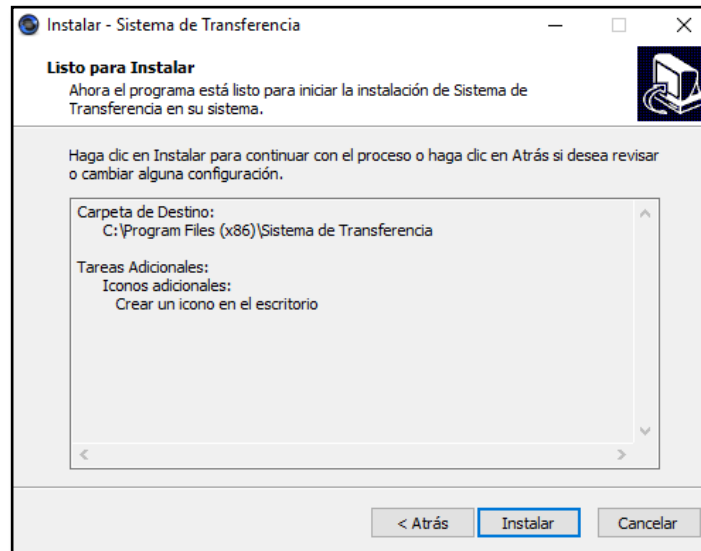 Instalar - Sistema de Transferencia
Listo para Instalar
Ahora el programa está listo para iniciar la instalación de Sistema de
Transferencia en su sistema.
Haga clic en Instalar para continuar con el proceso o haga clic en Atrás si desea revisar
o cambiar alguna configuración.
Carpeta de Destino:
C:\Program Files (x86)\Sistema de Transferencia
Tareas Adicionales:
Iconos adicionales:
Crear un icono en el escritorio
< Atrás Instalar Cancelar